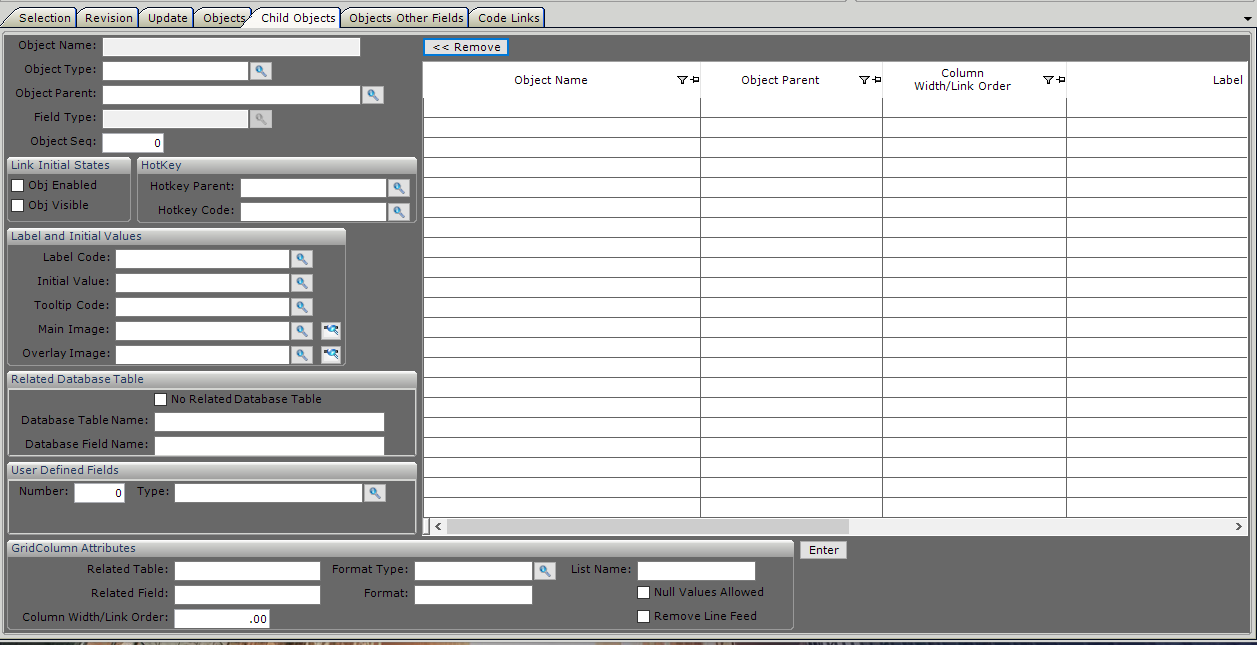 Selection Revision Update Objects Child Objects Objects Other Fields Code Links
Object Name:
Object Type:
Object Parent:
Field Type:
Object Seq: 0
<< Remove
Object Name Object Parent Column Width/Link Order Label
Link Initial States
Obj Enabled
Obj Visible
HotKey
Hotkey Parent:
Hotkey Code:
Label and Initial Values
Label Code:
Initial Value:
Tooltip Code:
Main Image:
Overlay Image:
Related Database Table
No Related Database Table
Database Table Name:
Database Field Name:
User Defined Fields
Number: 0 Type:
GridColumn Attributes
Related Table: Format Type: List Name:
Related Field: Format: Null Values Allowed
Column Width/Link Order: .00 Remove Line Feed
Enter